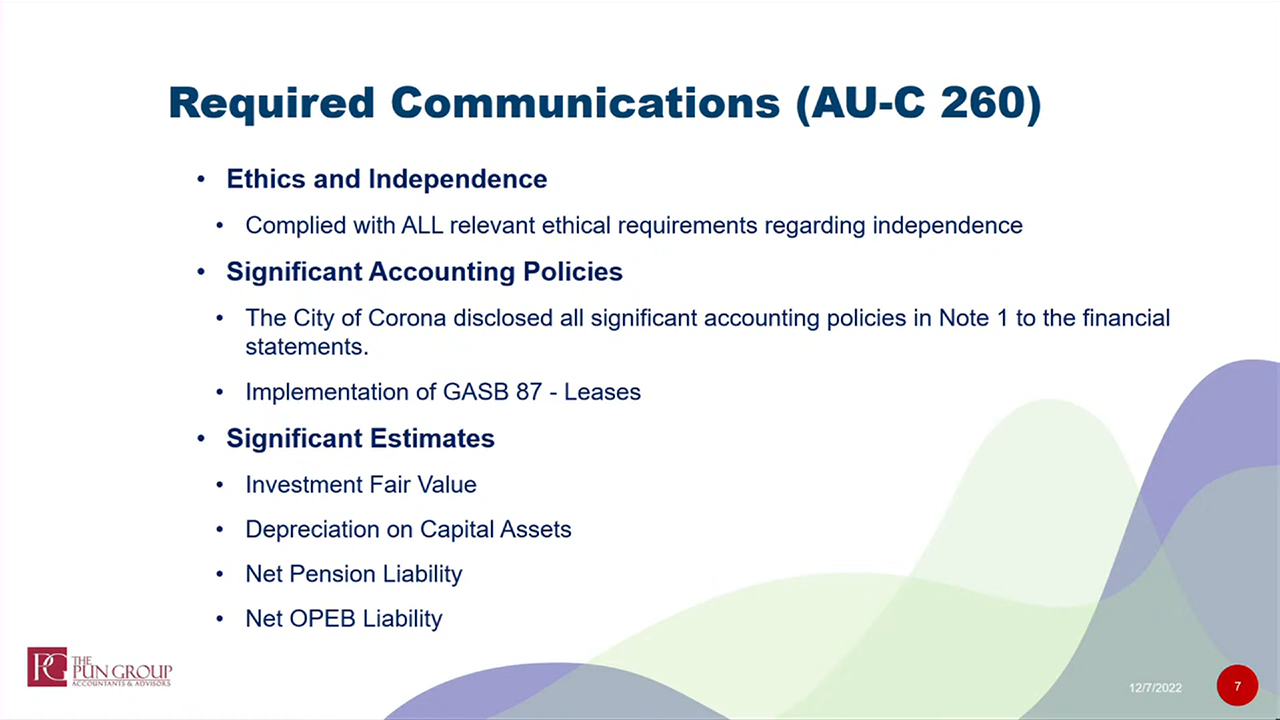 Required Communications (AU-C 260)
• Ethics and Independence
• Complied with ALL relevant ethical requirements regarding independence
• Significant Accounting Policies
• The City of Corona disclosed all significant accounting policies in Note 1 to the financial
statements.
• Implementation of GASB 87 - Leases
• Significant Estimates
• Investment Fair Value
• Depreciation on Capital Assets
• Net Pension Liability
• Net OPEB Liability
PG THE
PUN GROUP
ACCOUNTANTS & ADVISORS
12/7/2022
7